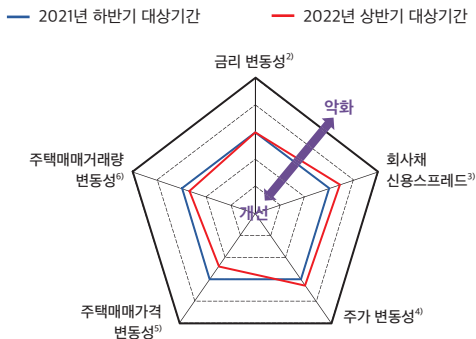 2021년 하반기 대상기간
2022년 상반기 대상기간
금리 변동성2)
악화
주택매매거래량
변동성6)
회사채
신용스프레드3)
개선
주택매매가격
변동성5)
주가 변동성4)